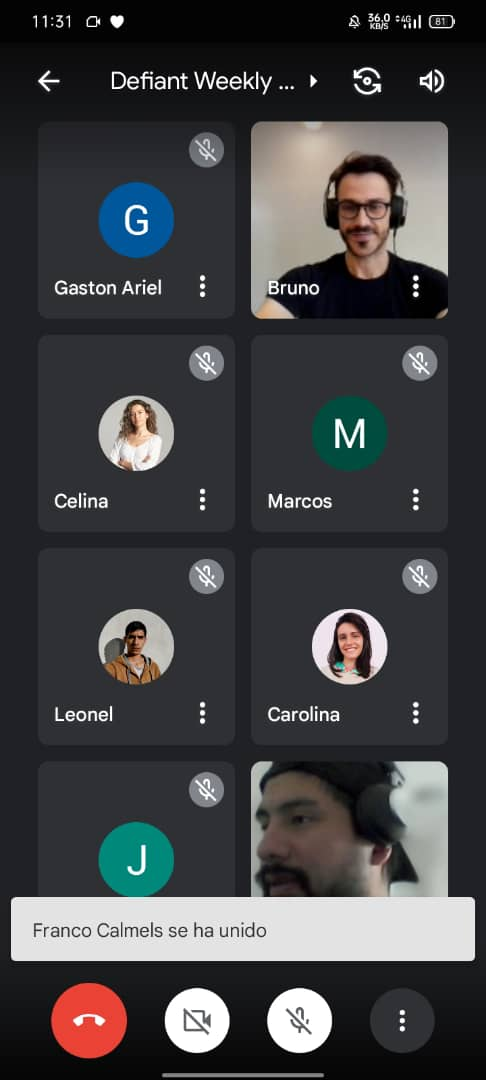 11:31
36,0
KB/S
4G
81
Defiant Weekly ...
G
Gaston Ariel
Bruno
Celina
M
Marcos
Leonel
Carolina
J
Franco Calmels se ha unido